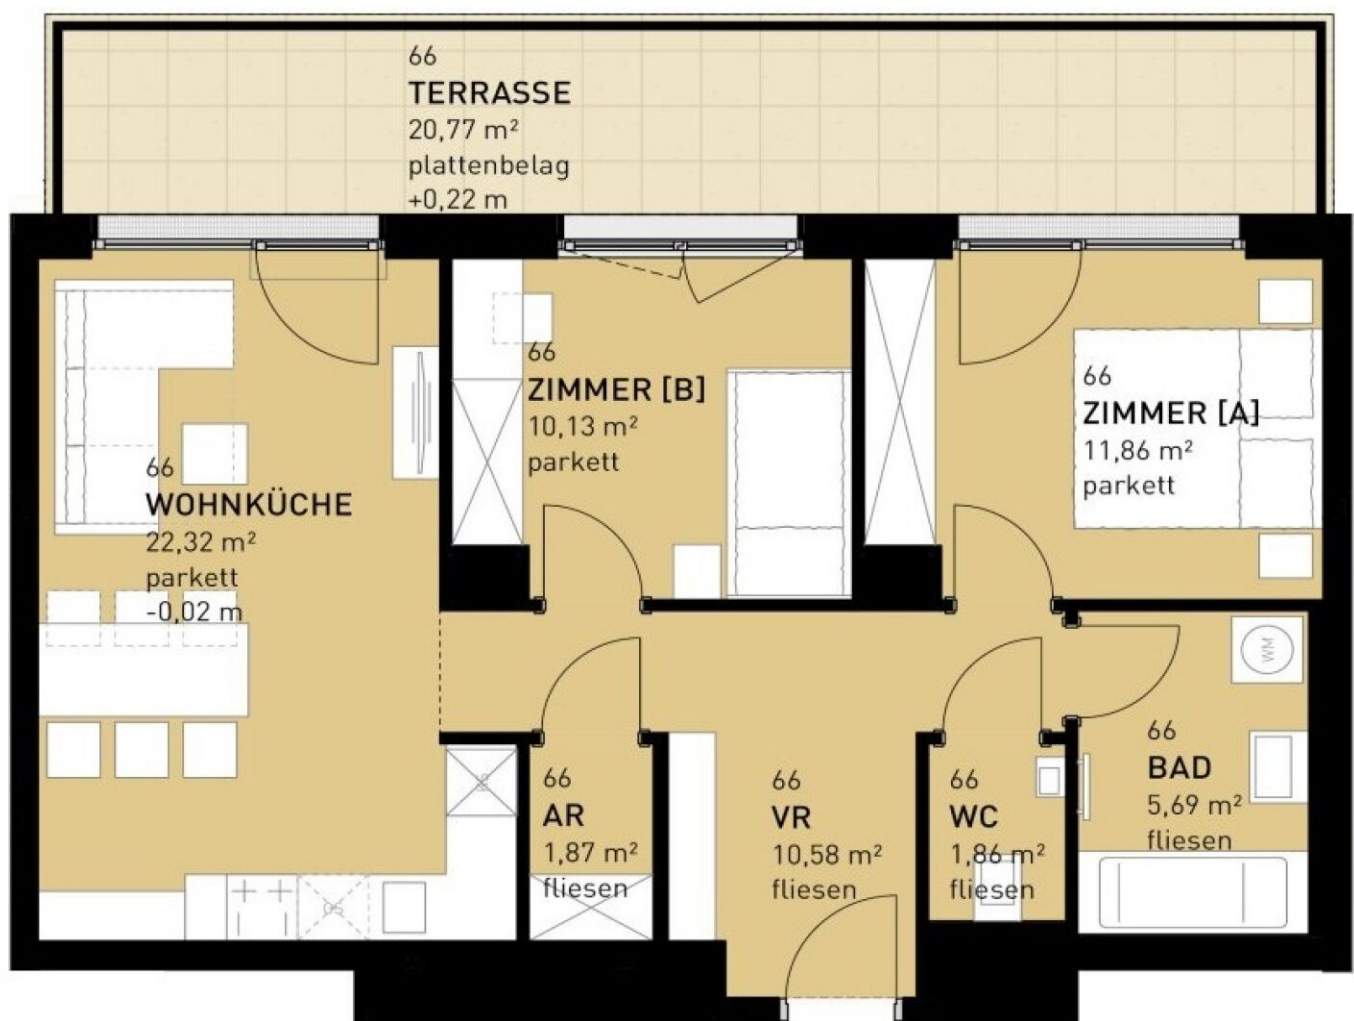 66
TERRASSE
20,77 m²
plattenbelag
+0,22 m
66
WOHNKÜCHE
22,32 m²
parkett
-0,02 m
66
ZIMMER [B]
10,13 m²
parkett
66
ZIMMER [A]
11,86 m²
parkett
66
AR
1,87 m²
fliesen
66
VR
10,58 m²
fliesen
66
WC
1,86 m²
fliesen
66
BAD
5,69 m²
fliesen
WM